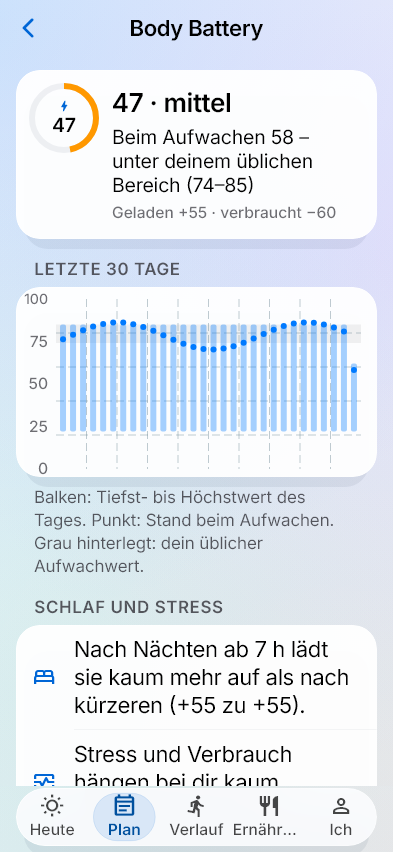 Body Battery
47
47 · mittel
Beim Aufwachen 58 –
unter deinem üblichen
Bereich (74–85)
Geladen +55 · verbraucht −60
LETZTE 30 TAGE
100
75
50
25
0
Balken: Tiefst- bis Höchstwert des
Tages. Punkt: Stand beim Aufwachen.
Grau hinterlegt: dein üblicher
Aufwachwert.
SCHLAF UND STRESS
Nach Nächten ab 7 h lädt
sie kaum mehr auf als nach
kürzeren (+55 zu +55).
Stress und Verbrauch
hängen bei dir kaum
Heute
Plan
Verlauf
Ernähr…
Ich